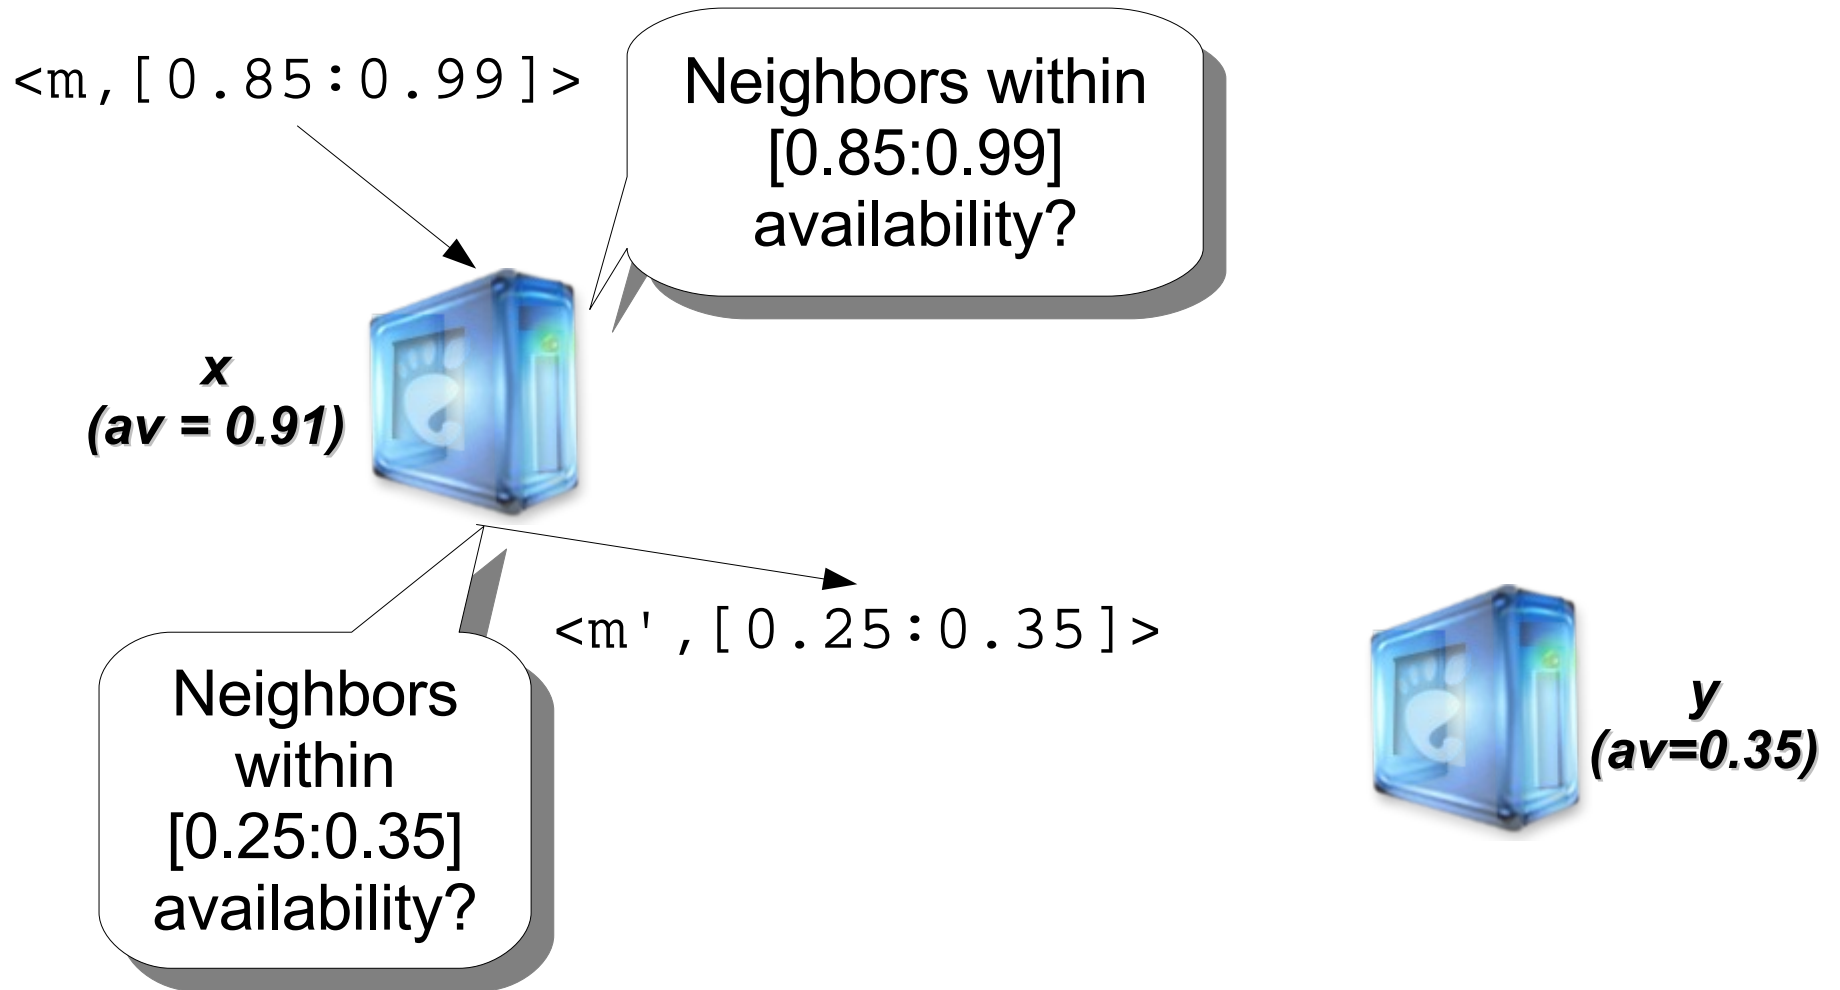 <m,[0.85:0.99]>
Neighbors within
[0.85:0.99]
availability?
x
(av = 0.91)
<m',[0.25:0.35]>
Neighbors
within
[0.25:0.35]
availability?
y
(av=0.35)